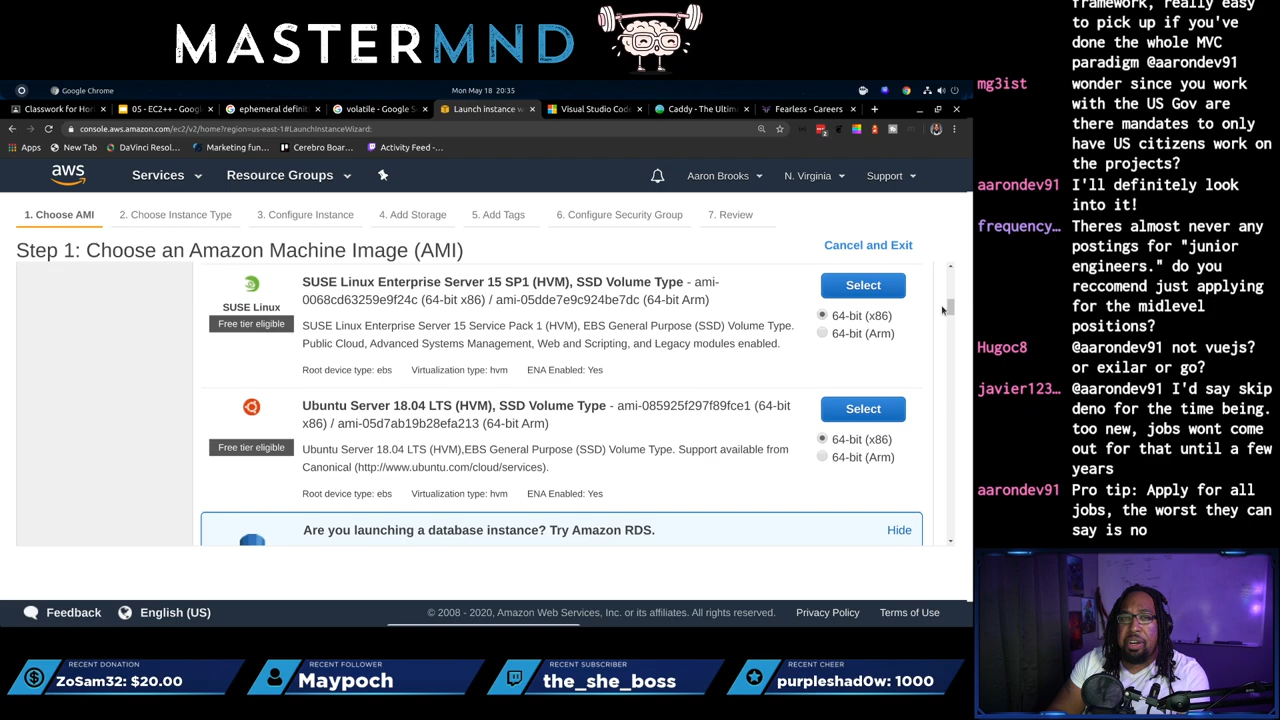 MASTERMND
Google Chrome
Mon May 18 20:35
Classwork for Hori
05 - EC2++ - Googl
ephemeral definit
volatile - Google S
Launch instance w
Visual Studio Cod
Caddy - The Ultim
Fearless - Careers
console.aws.amazon.com/ec2/v2/home?region=us-east-1#LaunchInstanceWizard:
Apps
New Tab
DaVinci Resol...
Marketing fun...
Cerebro Boar...
Activity Feed -...
aws
Services
Resource Groups
Aaron Brooks
N. Virginia
Support
1. Choose AMI
2. Choose Instance Type
3. Configure Instance
4. Add Storage
5. Add Tags
6. Configure Security Group
7. Review
Step 1: Choose an Amazon Machine Image (AMI)
Cancel and Exit
SUSE Linux
Free tier eligible
SUSE Linux Enterprise Server 15 SP1 (HVM), SSD Volume Type - ami-
0068cd63259e9f24c (64-bit x86) / ami-05dde7e9c924be7dc (64-bit Arm)
SUSE Linux Enterprise Server 15 Service Pack 1 (HVM), EBS General Purpose (SSD) Volume Type.
Public Cloud, Advanced Systems Management, Web and Scripting, and Legacy modules enabled.
Root device type: ebs
Virtualization type: hvm
ENA Enabled: Yes
Select
64-bit (x86)
64-bit (Arm)
Free tier eligible
Ubuntu Server 18.04 LTS (HVM), SSD Volume Type - ami-085925f297f89fce1 (64-bit
x86) / ami-05d7ab19b28efa213 (64-bit Arm)
Ubuntu Server 18.04 LTS (HVM),EBS General Purpose (SSD) Volume Type. Support available from
Canonical (http://www.ubuntu.com/cloud/services).
Root device type: ebs
Virtualization type: hvm
ENA Enabled: Yes
Select
64-bit (x86)
64-bit (Arm)
Are you launching a database instance? Try Amazon RDS.
Hide
Feedback
English (US)
© 2008 - 2020, Amazon Web Services, Inc. or its affiliates. All rights reserved.
Privacy Policy
Terms of Use
framework, really easy
to pick up if you've
done the whole MVC
paradigm @aarondev91
mg3ist wonder since you work
with the US Gov are
there mandates to only
have US citizens work on
the projects?
aarondev91 I'll definitely look
into it!
frequency... Theres almost never any
postings for "junior
engineers." do you
reccomend just applying
for the midlevel
positions?
Hugoc8 @aarondev91 not vuejs?
or exilar or go?
javier123... @aarondev91 I'd say skip
deno for the time being.
too new, jobs wont come
out for that until a few
years
aarondev91 Pro tip: Apply for all
jobs, the worst they can
say is no
RECENT DONATION
ZoSam32: $20.00
RECENT FOLLOWER
Maypoch
RECENT SUBSCRIBER
the_she_boss
RECENT CHEER
purpleshad0w: 1000